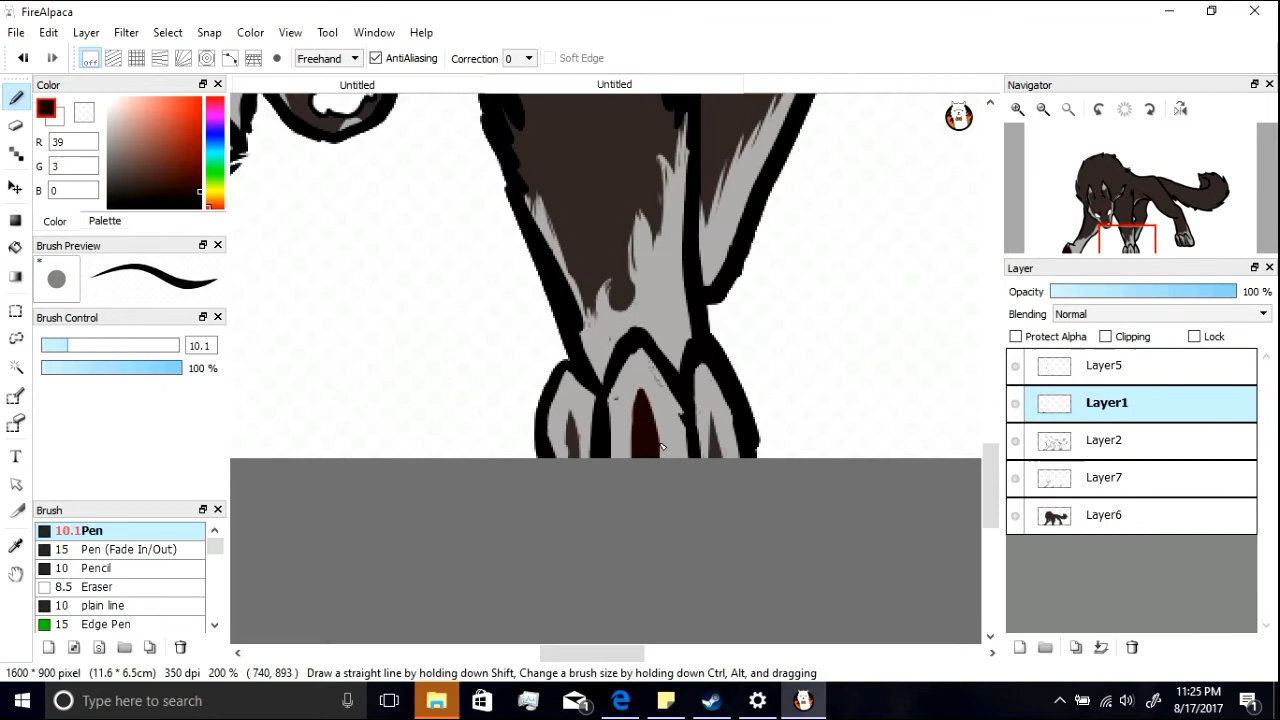 FireAlpaca
File Edit Layer Filter Select Snap Color View Tool Window Help
off Freehand AntiAliasing Correction 0 Soft Edge
Color
Untitled Untitled
Navigator
R 39
G 3
B 0
Color Palette
Brush Preview
*
Brush Control
10.1
100 %
Layer
Opacity 100 %
Blending Normal
Protect Alpha Clipping Lock
Layer5
Layer1
Layer2
Layer7
Layer6
Brush
10.1 Pen
15 Pen (Fade In/Out)
10 Pencil
8.5 Eraser
10 plain line
15 Edge Pen
1600 * 900 pixel (11.6 * 6.5cm) 350 dpi 200 % ( 740, 893 ) Draw a straight line by holding down Shift, Change a brush size by holding down Ctrl, Alt, and dragging
Type here to search
1
11:25 PM
8/17/2017
1